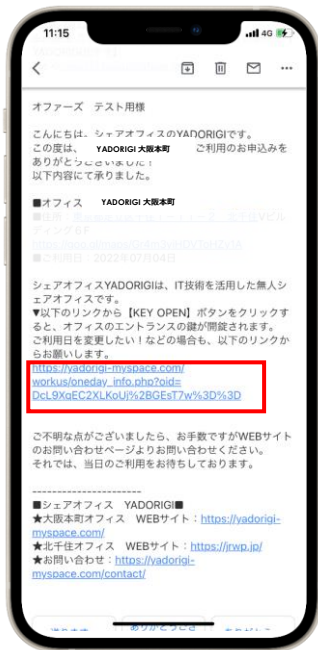 11:15
4G
オファーズ　テスト用様
こんにちは。シェアオフィスのYADORIGIです。
この度は、 YADORIGI 大阪本町 ご利用のお申込みを
ありがとうございました！
以下内容にて承りました。
■オフィス YADORIGI 大阪本町
■ご利用日：2022年07月04日
シェアオフィスYADORIGIは、IT技術を活用した無人シ
ェアオフィスです。
▼以下のリンクから【KEY OPEN】ボタンをクリックす
ると、オフィスのエントランスの鍵が開錠されます。
ご利用日を変更したい！などの場合も、以下のリンクか
らお願いします。
https://yadorigi-myspace.com/
workus/oneday_info.php?oid=
DcL9XqEC2XLKoUj%2BGEsT7w%3D%3D
ご不明な点がございましたら、お手数ですがWEBサイト
のお問い合わせページよりお問い合わせください。
それでは、当日のご利用をお待ちしております。
----------------------
■シェアオフィス　YADORIGI■
★大阪本町オフィス　WEBサイト：https://yadorigi-
myspace.com/
★北千住オフィス　WEBサイト：https://jrwp.jp/
★お問い合わせ：https://yadorigi-
myspace.com/contact/